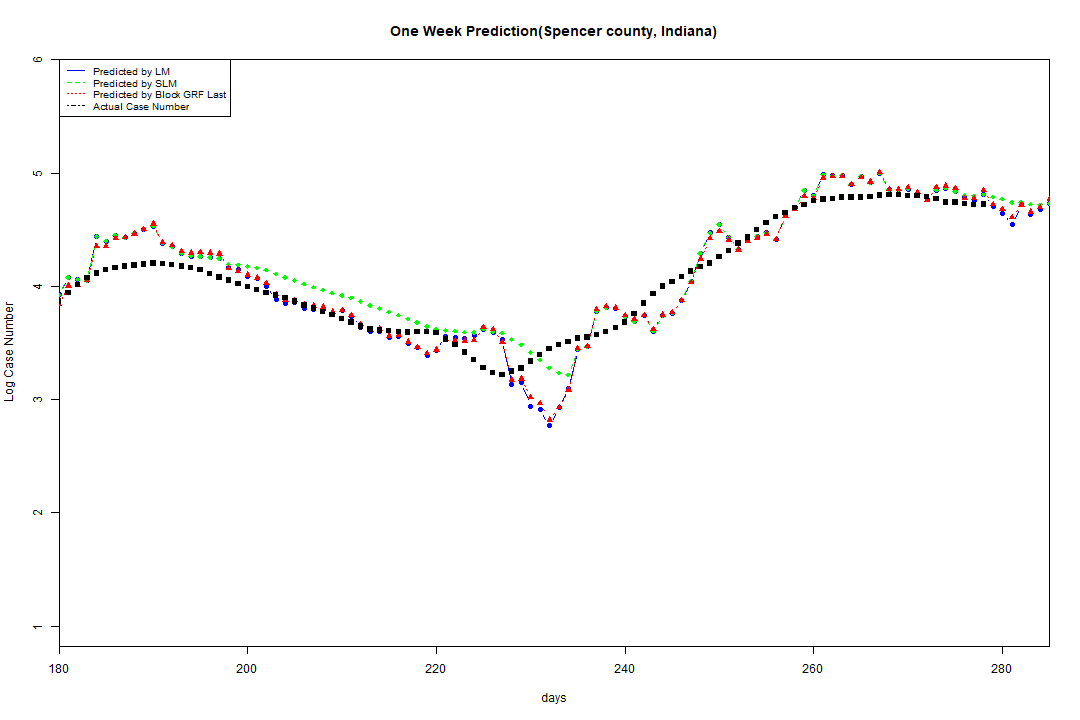 One Week Prediction(Spencer county, Indiana)
Predicted by LM
Predicted by SLM
Predicted by Block GRF Last
Actual Case Number
6
5
4
3
2
1
Log Case Number
180 200 220 240 260 280
days